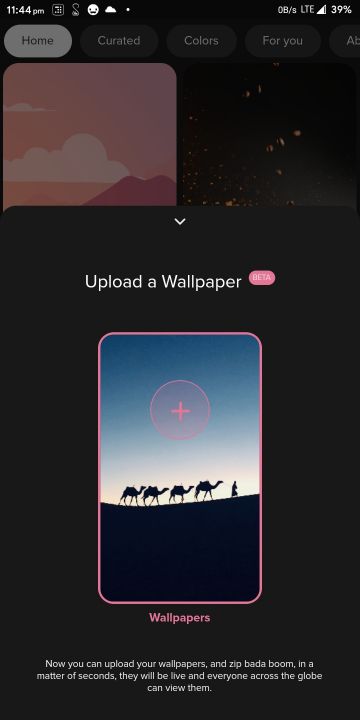 11:44 pm 0B/s LTE 39%
Home Curated Colors For you Ab
Upload a Wallpaper BETA
Wallpapers
Now you can upload your wallpapers, and zip bada boom, in a
matter of seconds, they will be live and everyone across the globe
can view them.